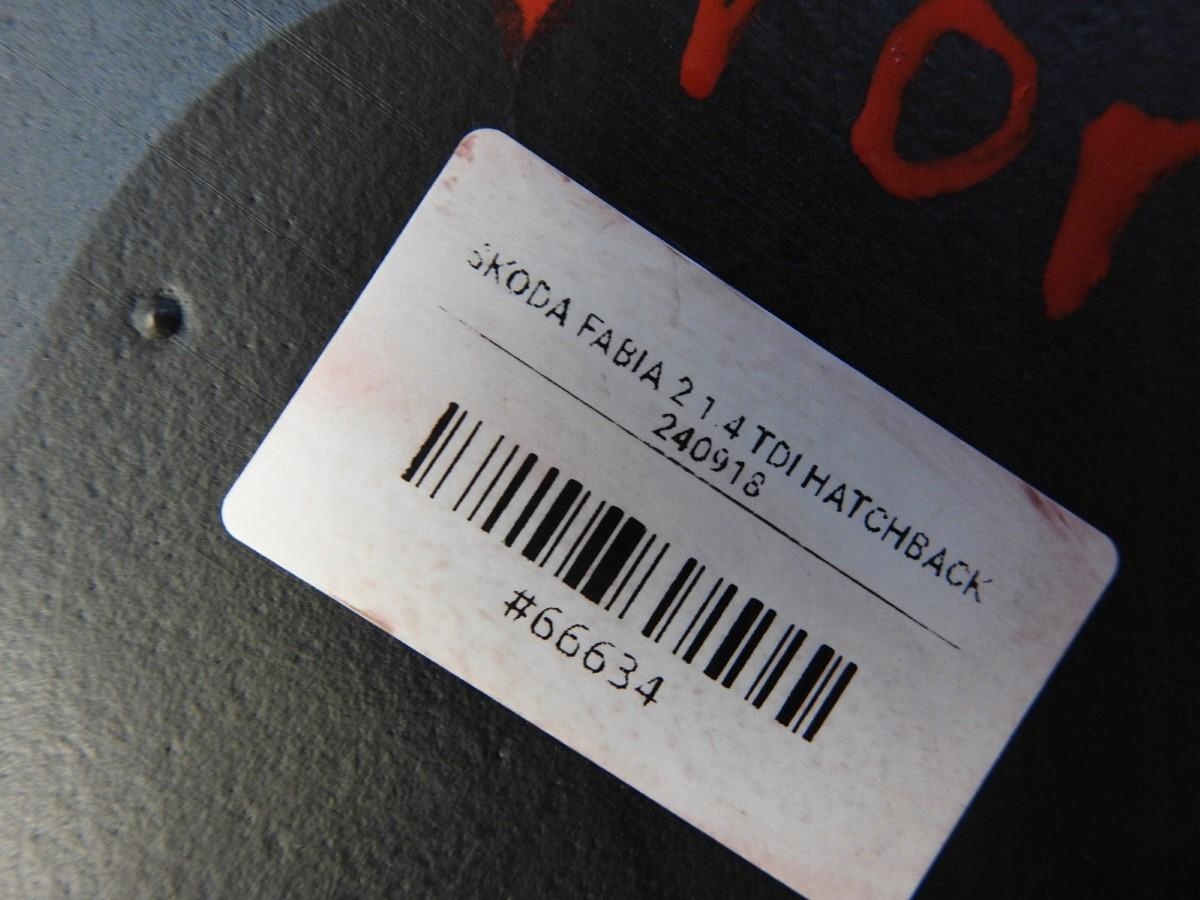 SKODA FABIA 2 1.4 TDI HATCHBACK
240918
#66634